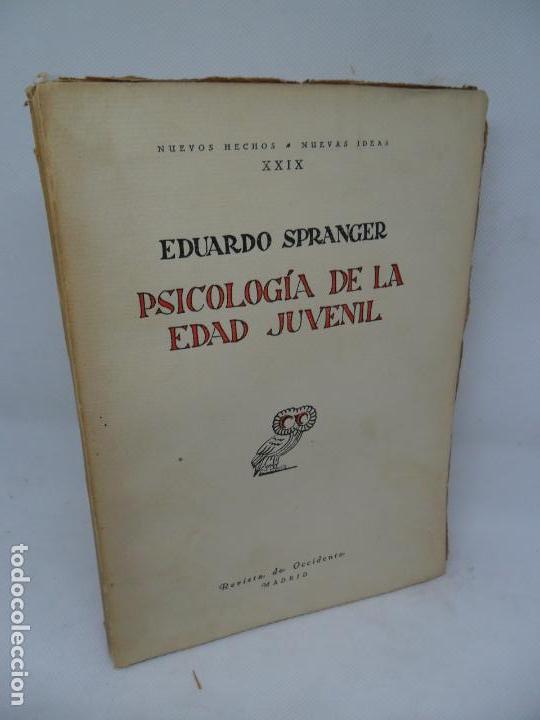 NUEVOS HECHOS • NUEVAS IDEAS
XXIX
EDUARDO SPRANGER
PSICOLOGÍA DE LA
EDAD JUVENIL
Revista de Occidente
MADRID
todocoleccion